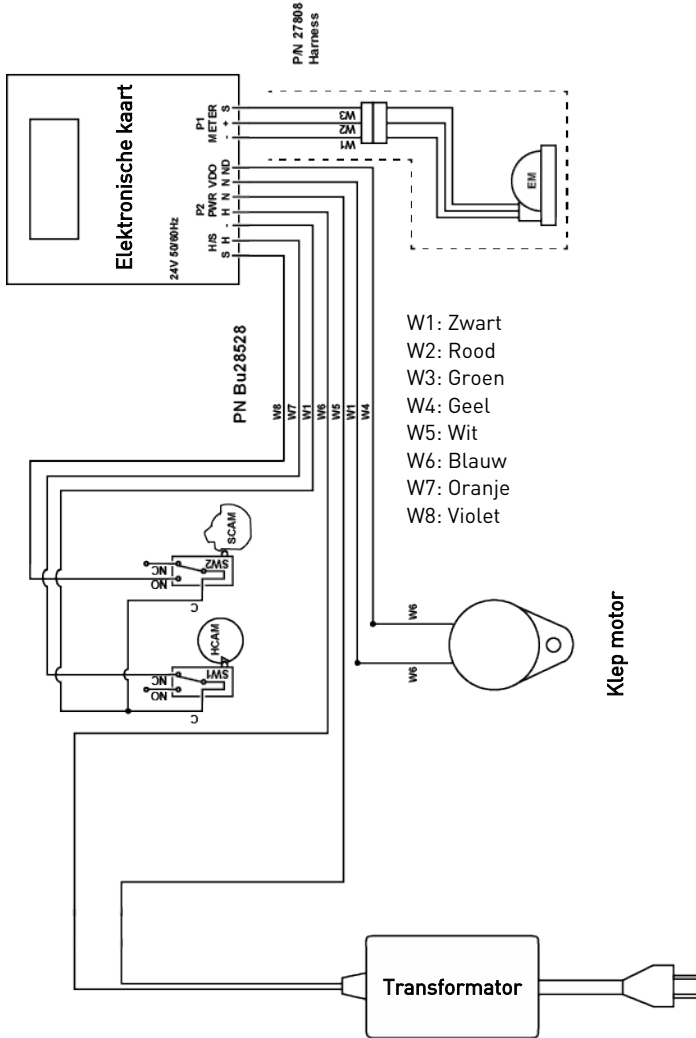 P/N 27808
Harness
Elektronische kaart
24V 50/60Hz
P1
METER
- + S
W1
W2
W3
P2
H/S PWR VDO
S H - H N N ND
EM
PN Bu28528
W8
W7
W1
W6
W5
W1
W4
W1: Zwart
W2: Rood
W3: Groen
W4: Geel
W5: Wit
W6: Blauw
W7: Oranje
W8: Violet
SCAM
SW2
NC
NO
C
HCAM
SW1
NC
NO
C
W6
W6
Klep motor
Transformator